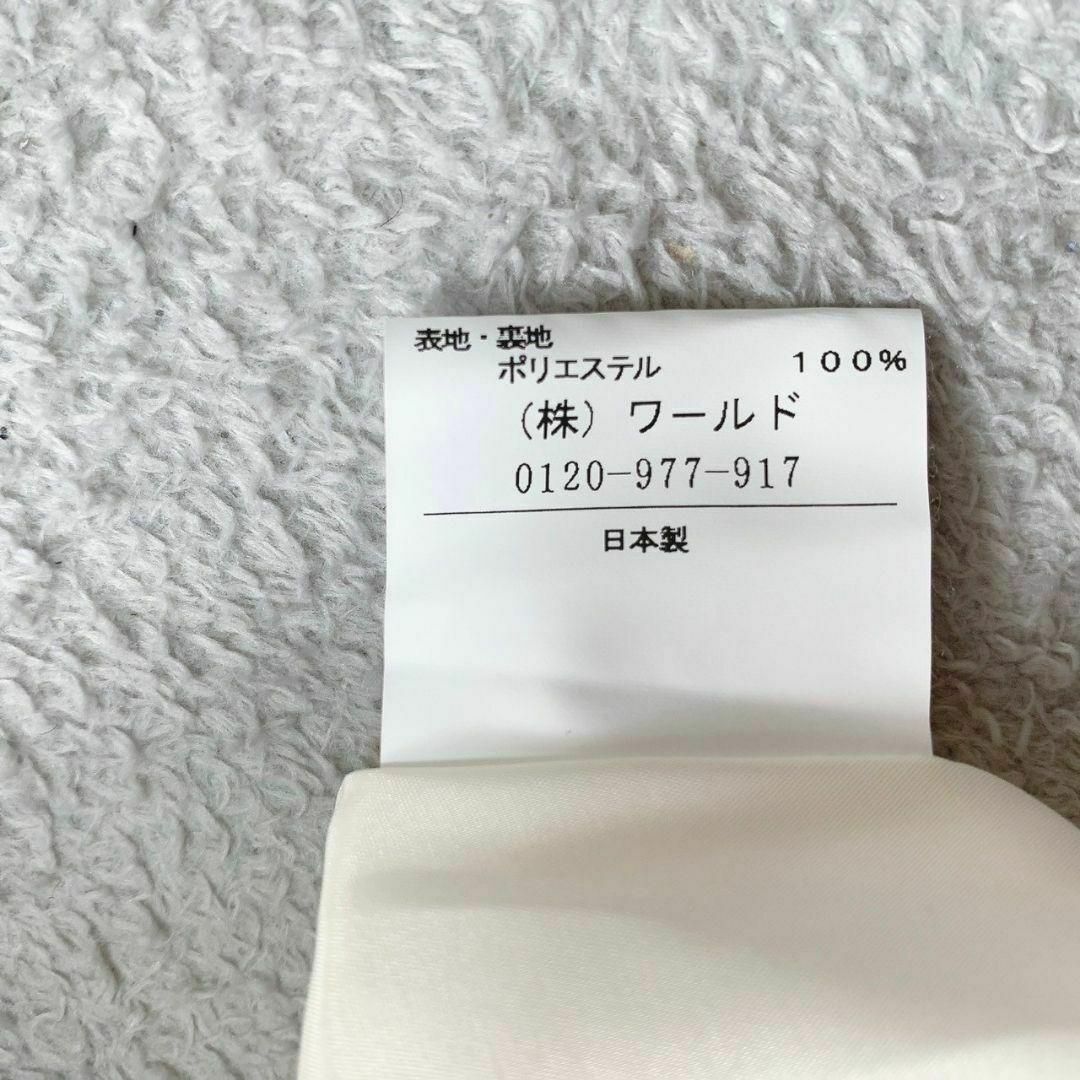 表地・裏地
ポリエステル 100%
（株）ワールド
0120-977-917
日本製